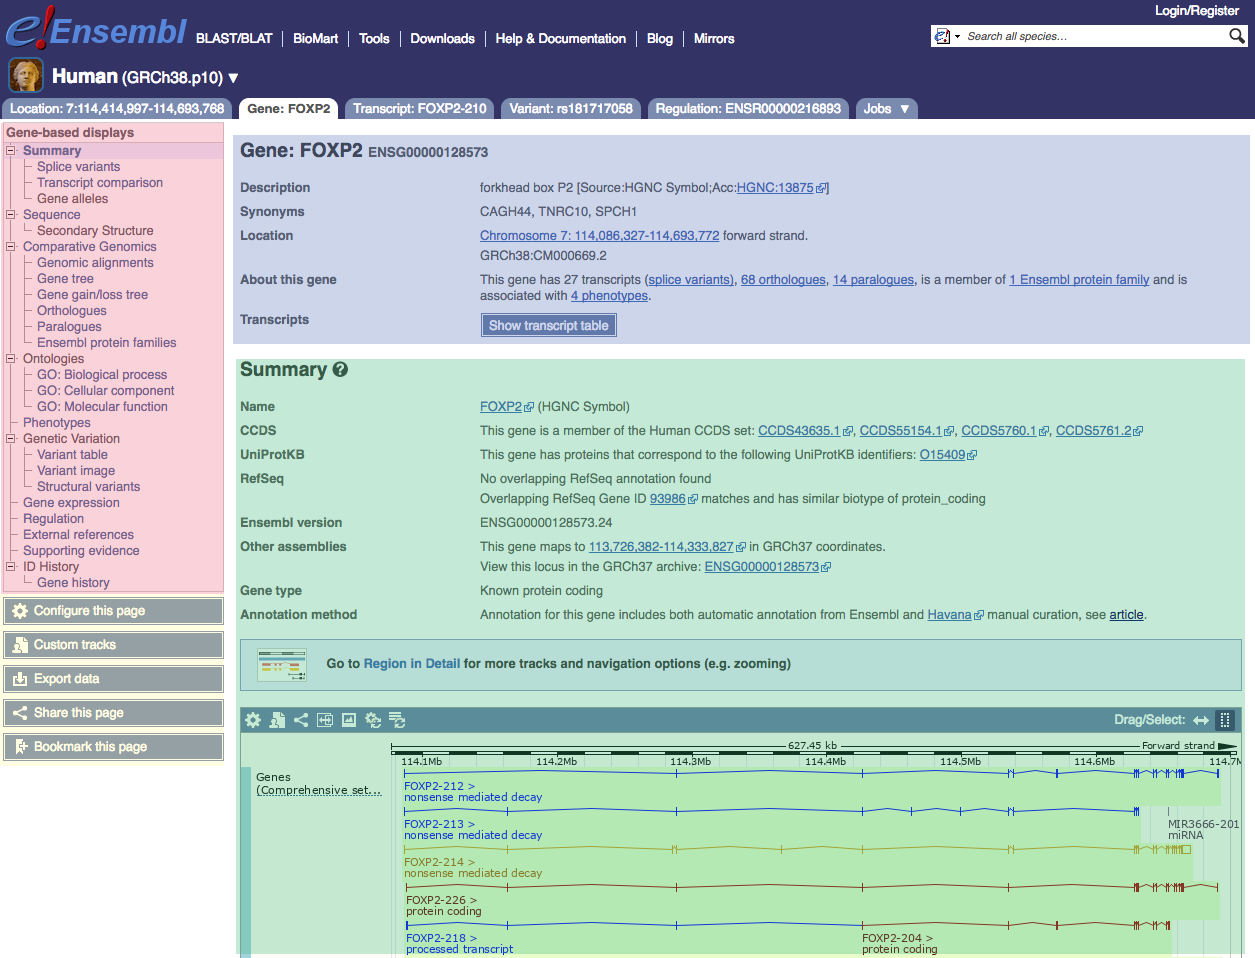 Login/Register
e!Ensembl BLAST/BLAT BioMart Tools Downloads Help & Documentation Blog Mirrors
Search all species...
Human (GRCh38.p10) ▼
Location: 7:114,414,997-114,693,768 Gene: FOXP2 Transcript: FOXP2-210 Variant: rs181717058 Regulation: ENSR00000216893 Jobs ▼
Gene-based displays
Summary
Splice variants
Transcript comparison
Gene alleles
Sequence
Secondary Structure
Comparative Genomics
Genomic alignments
Gene tree
Gene gain/loss tree
Orthologues
Paralogues
Ensembl protein families
Ontologies
GO: Biological process
GO: Cellular component
GO: Molecular function
Phenotypes
Genetic Variation
Variant table
Variant image
Structural variants
Gene expression
Regulation
External references
Supporting evidence
ID History
Gene history
Configure this page
Custom tracks
Export data
Share this page
Bookmark this page
Gene: FOXP2 ENSG00000128573
Description forkhead box P2 [Source:HGNC Symbol;Acc:HGNC:13875]
Synonyms CAGH44, TNRC10, SPCH1
Location Chromosome 7: 114,086,327-114,693,772 forward strand.
GRCh38:CM000669.2
About this gene This gene has 27 transcripts (splice variants), 68 orthologues, 14 paralogues, is a member of 1 Ensembl protein family and is
associated with 4 phenotypes.
Transcripts Show transcript table
Summary ?
Name FOXP2 (HGNC Symbol)
CCDS This gene is a member of the Human CCDS set: CCDS43635.1, CCDS55154.1, CCDS5760.1, CCDS5761.2
UniProtKB This gene has proteins that correspond to the following UniProtKB identifiers: O15409
RefSeq No overlapping RefSeq annotation found
Overlapping RefSeq Gene ID 93986 matches and has similar biotype of protein_coding
Ensembl version ENSG00000128573.24
Other assemblies This gene maps to 113,726,382-114,333,827 in GRCh37 coordinates.
View this locus in the GRCh37 archive: ENSG00000128573
Gene type Known protein coding
Annotation method Annotation for this gene includes both automatic annotation from Ensembl and Havana manual curation, see article.
Go to Region in Detail for more tracks and navigation options (e.g. zooming)
Drag/Select:
627.45 kb Forward strand
114.1Mb 114.2Mb 114.3Mb 114.4Mb 114.5Mb 114.6Mb 114.7M
Genes
(Comprehensive set...
FOXP2-212 >
nonsense mediated decay
FOXP2-213 > MIR3666-201
nonsense mediated decay miRNA
FOXP2-214 >
nonsense mediated decay
FOXP2-226 >
protein coding
FOXP2-218 > FOXP2-204 >
processed transcript protein coding